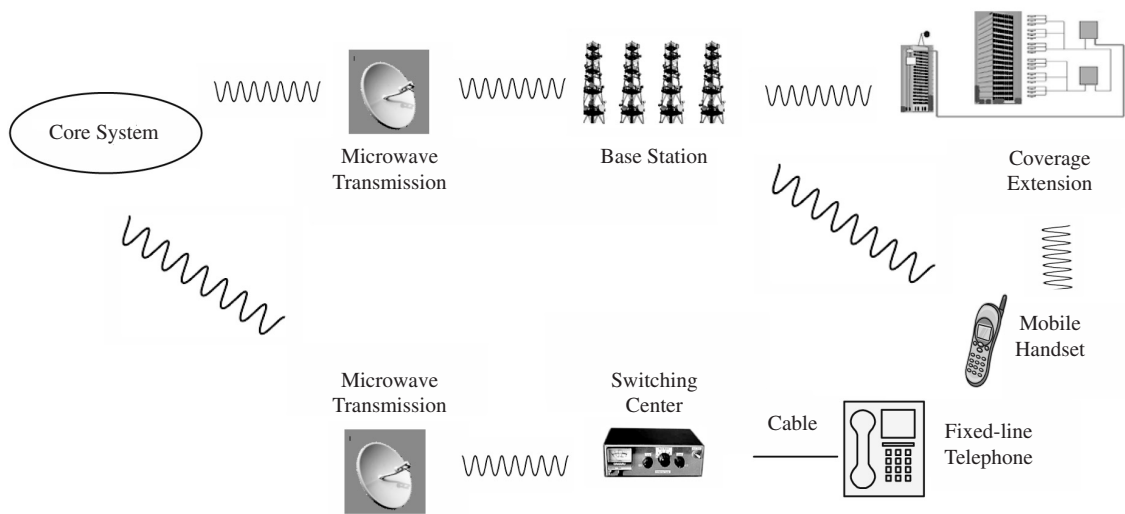 Core System
Microwave
Transmission
Base Station
Coverage
Extension
Mobile
Handset
Microwave
Transmission
Switching
Center
Cable
Fixed-line
Telephone